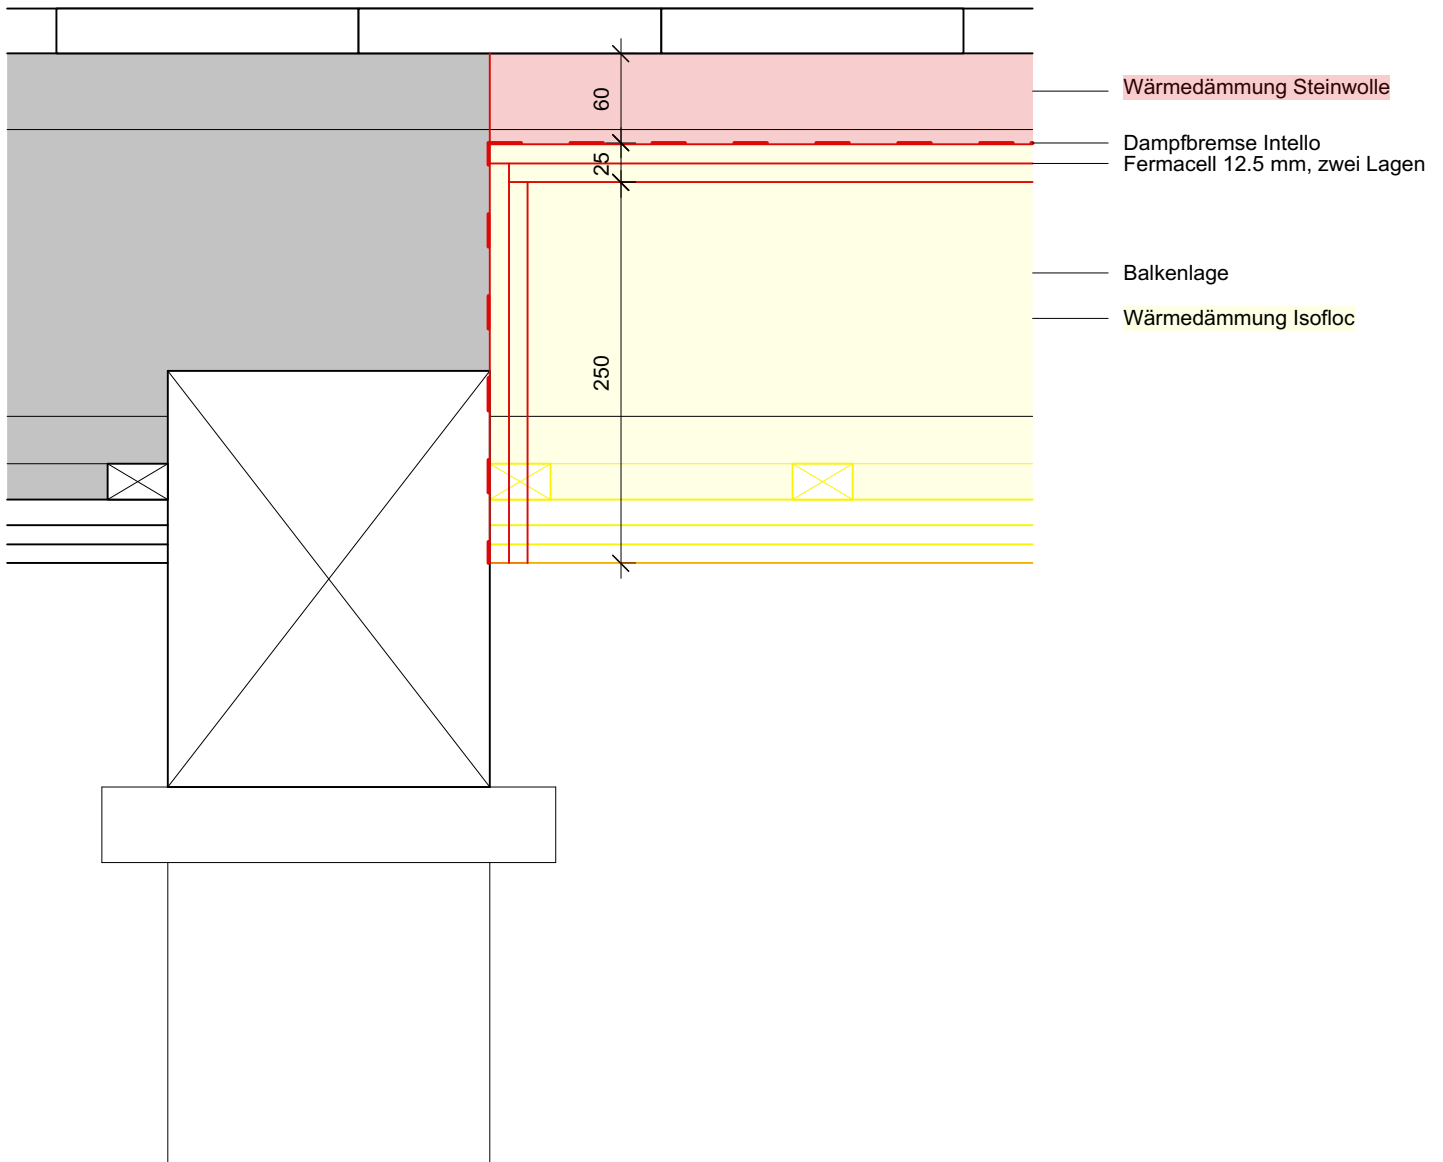 60
Wärmedämmung Steinwolle
Dampfbremse Intello
25
Fermacell 12.5 mm, zwei Lagen
Balkenlage
Wärmedämmung Isofloc
250